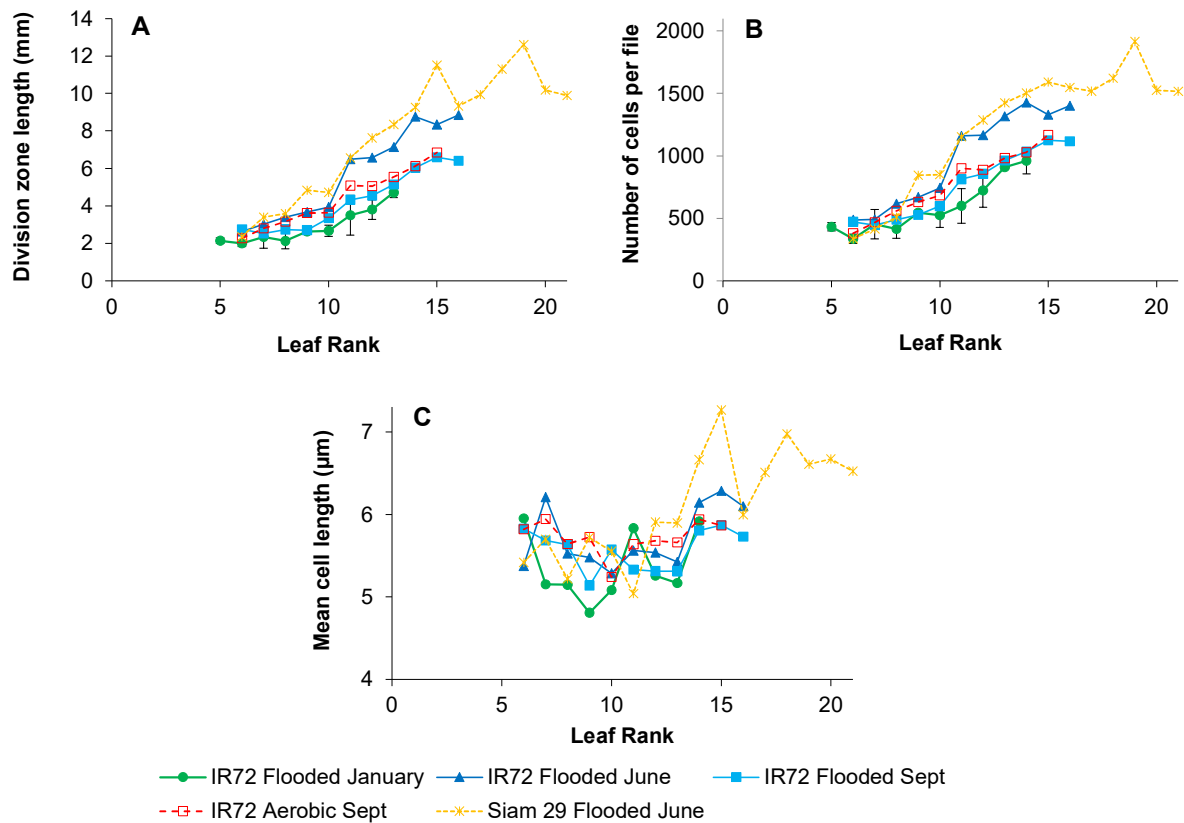 A
Division zone length (mm)
14
12
10
8
6
4
2
0
0 5 10 15 20
Leaf Rank
B
Number of cells per file
2000
1500
1000
500
0
0 5 10 15 20
Leaf Rank
C
Mean cell length (µm)
7
6
5
4
0 5 10 15 20
Leaf Rank
IR72 Flooded January IR72 Flooded June IR72 Flooded Sept
IR72 Aerobic Sept Siam 29 Flooded June